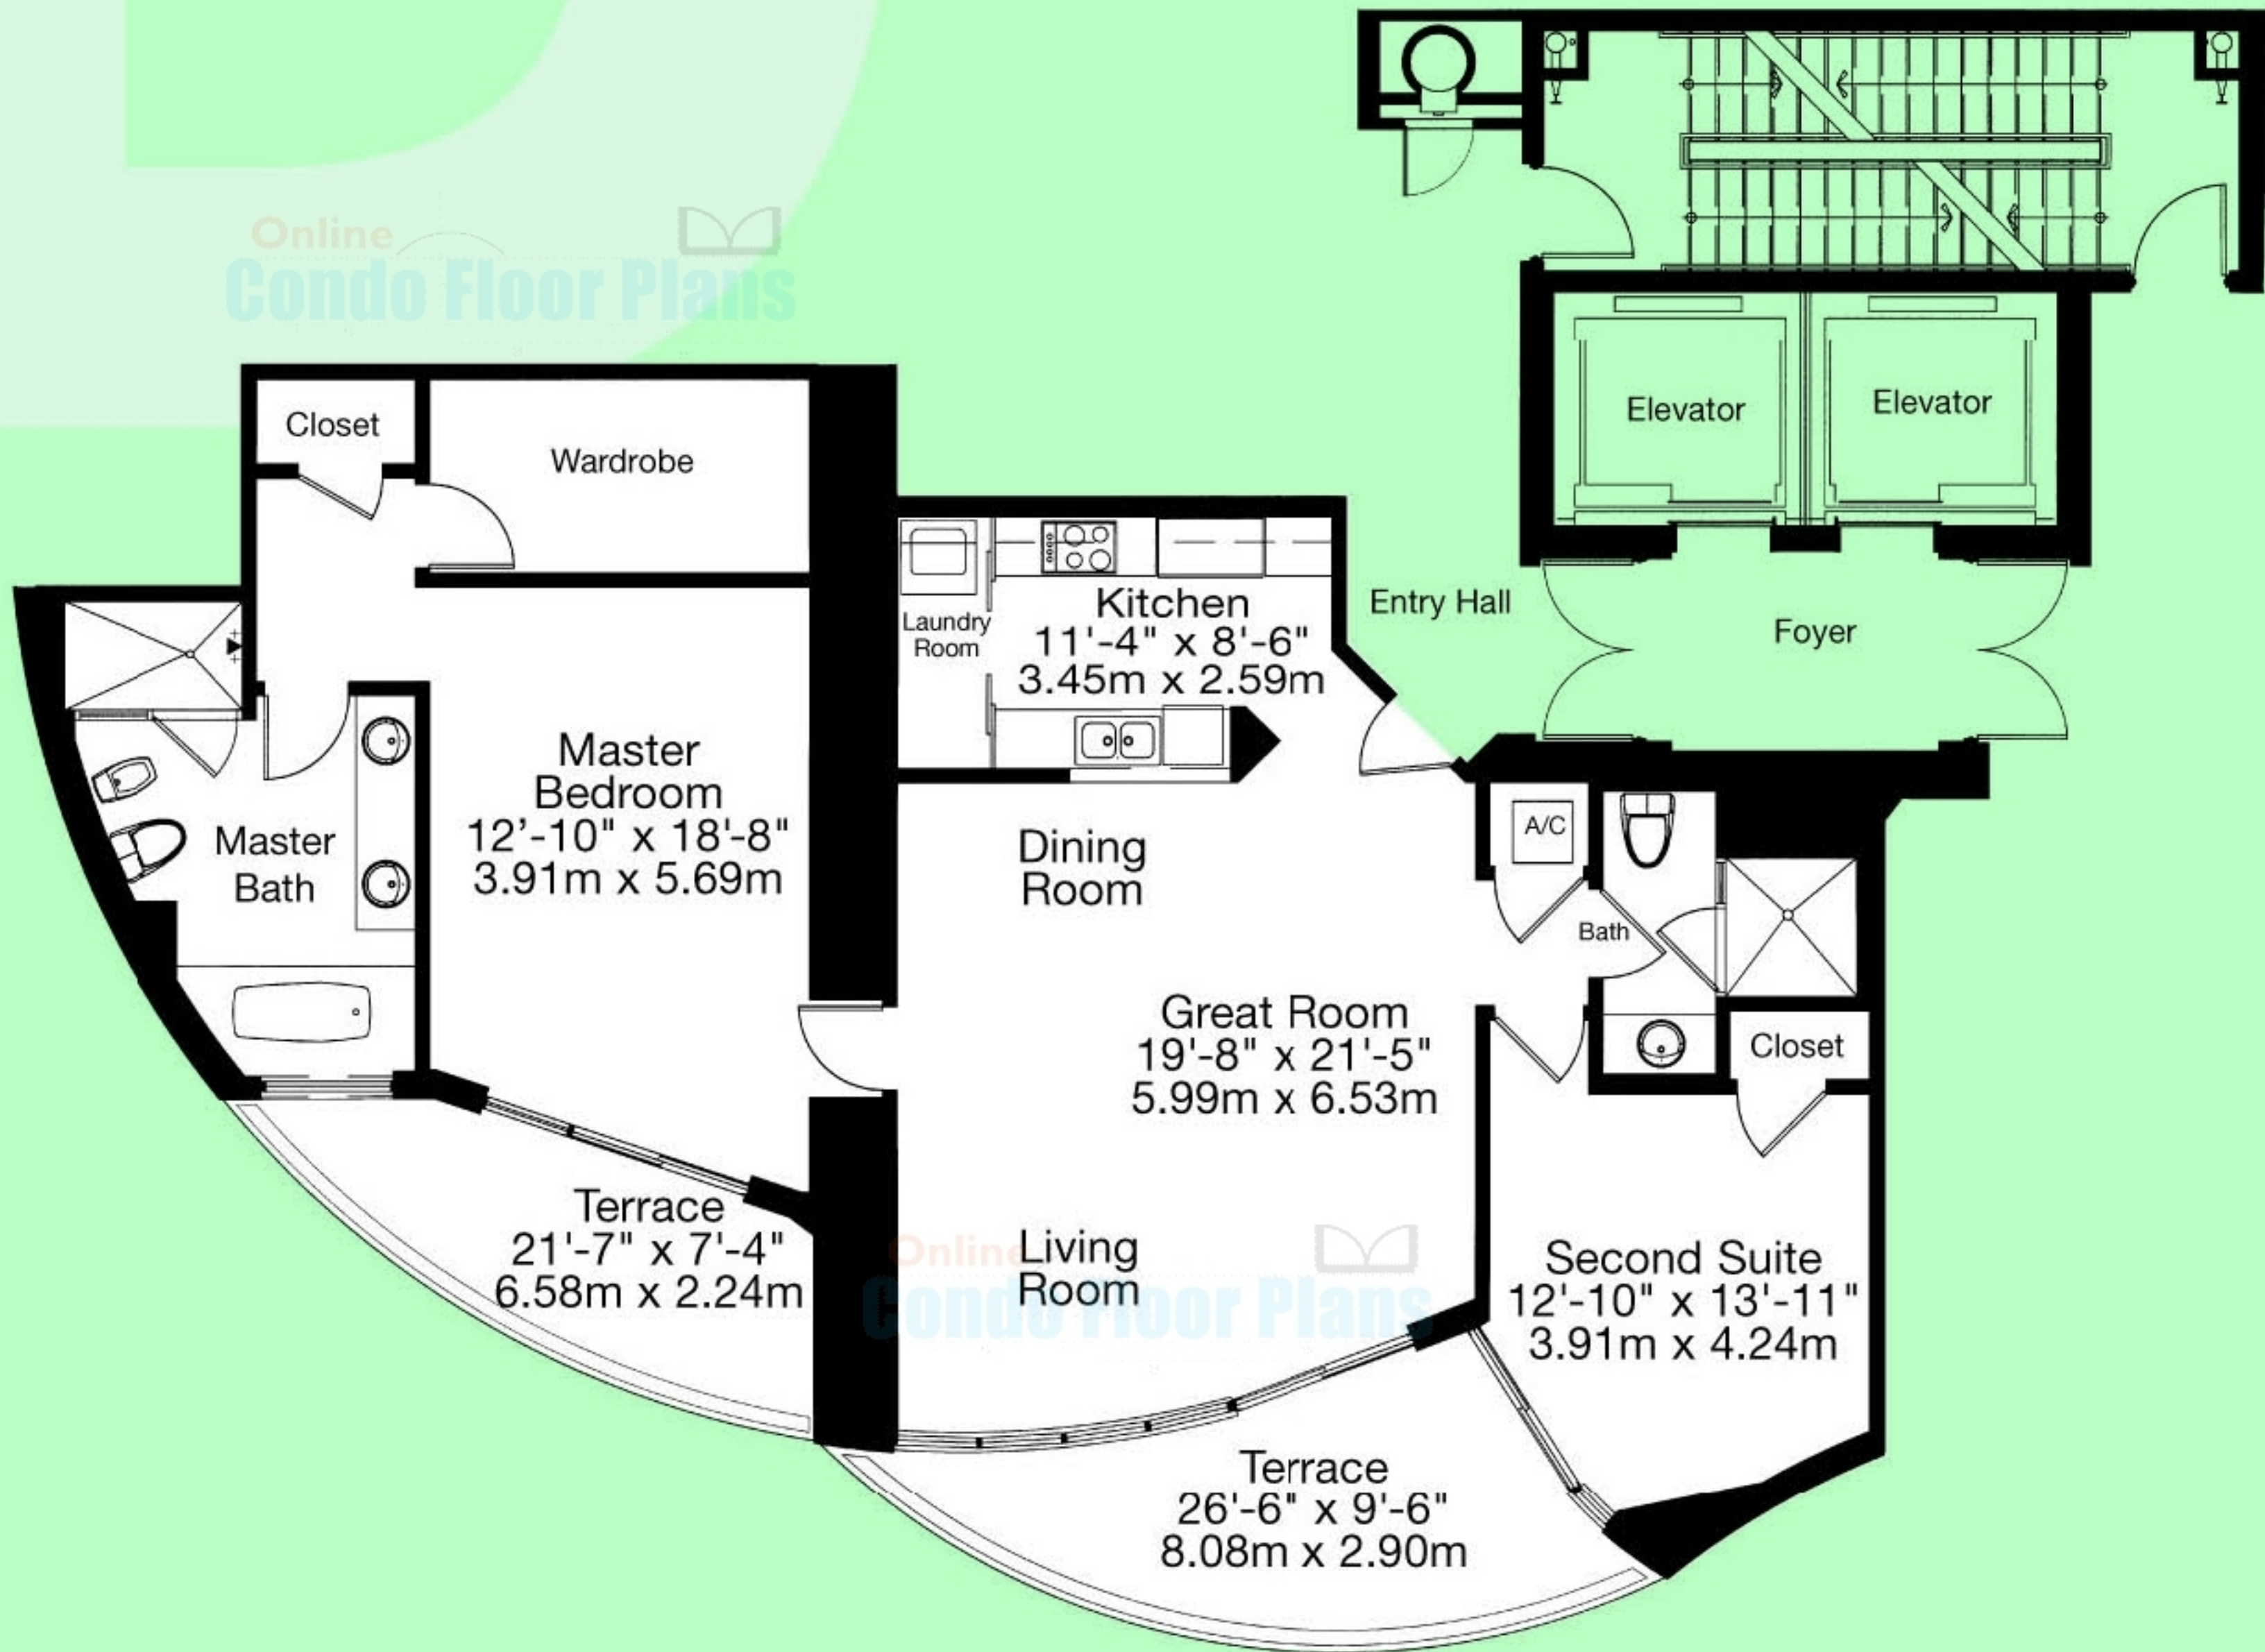 Online
Condo Floor Plans
Closet
Wardrobe
Elevator
Elevator
Laundry
Room
Kitchen
11'-4" x 8'-6"
3.45m x 2.59m
Entry Hall
Foyer
Master
Bedroom
12’-10" x 18'-8"
3.91m x 5.69m
Master
Bath
Dining
Room
A/C
Bath
Great Room
19'-8" x 21'-5"
5.99m x 6.53m
Closet
Terrace
21'-7" x 7'-4"
6.58m x 2.24m
Living
Room
Online
Condo Floor Plans
Second Suite
12'-10" x 13'-11"
3.91m x 4.24m
Terrace
26'-6" x 9'-6"
8.08m x 2.90m